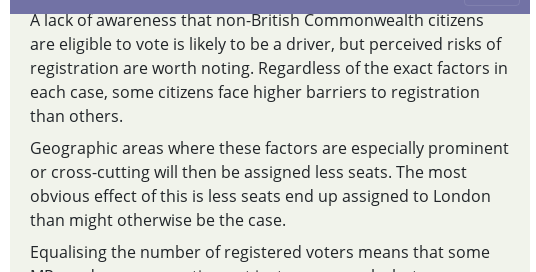 A lack of awareness that non-British Commonwealth citizens
are eligible to vote is likely to be a driver, but perceived risks of
registration are worth noting. Regardless of the exact factors in
each case, some citizens face higher barriers to registration
than others.
Geographic areas where these factors are especially prominent
or cross-cutting will then be assigned less seats. The most
obvious effect of this is less seats end up assigned to London
than might otherwise be the case.
Equalising the number of registered voters means that some